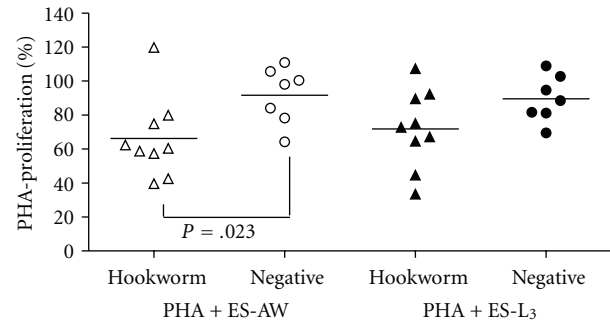 PHA-proliferation (%)
140
120
100
80
60
40
20
0
P = .023
Hookworm Negative Hookworm Negative
PHA + ES-AW PHA + ES-L₃